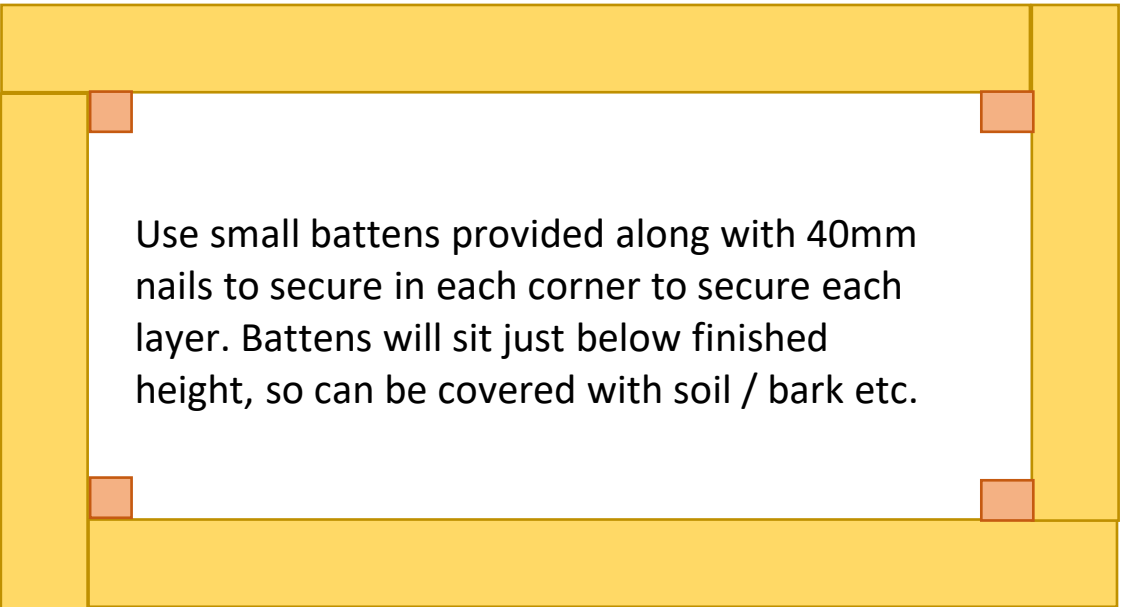 Use small battens provided along with 40mm
nails to secure in each corner to secure each
layer. Battens will sit just below finished
height, so can be covered with soil / bark etc.